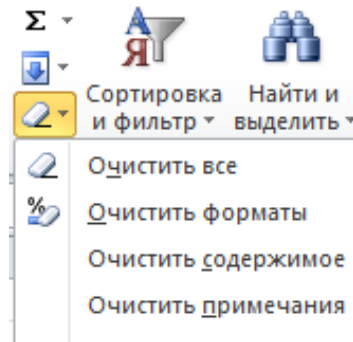 Σ
А
Я
Сортировка
и фильтр
Найти и
выделить
Очистить все
%
Очистить форматы
Очистить содержимое
Очистить примечания